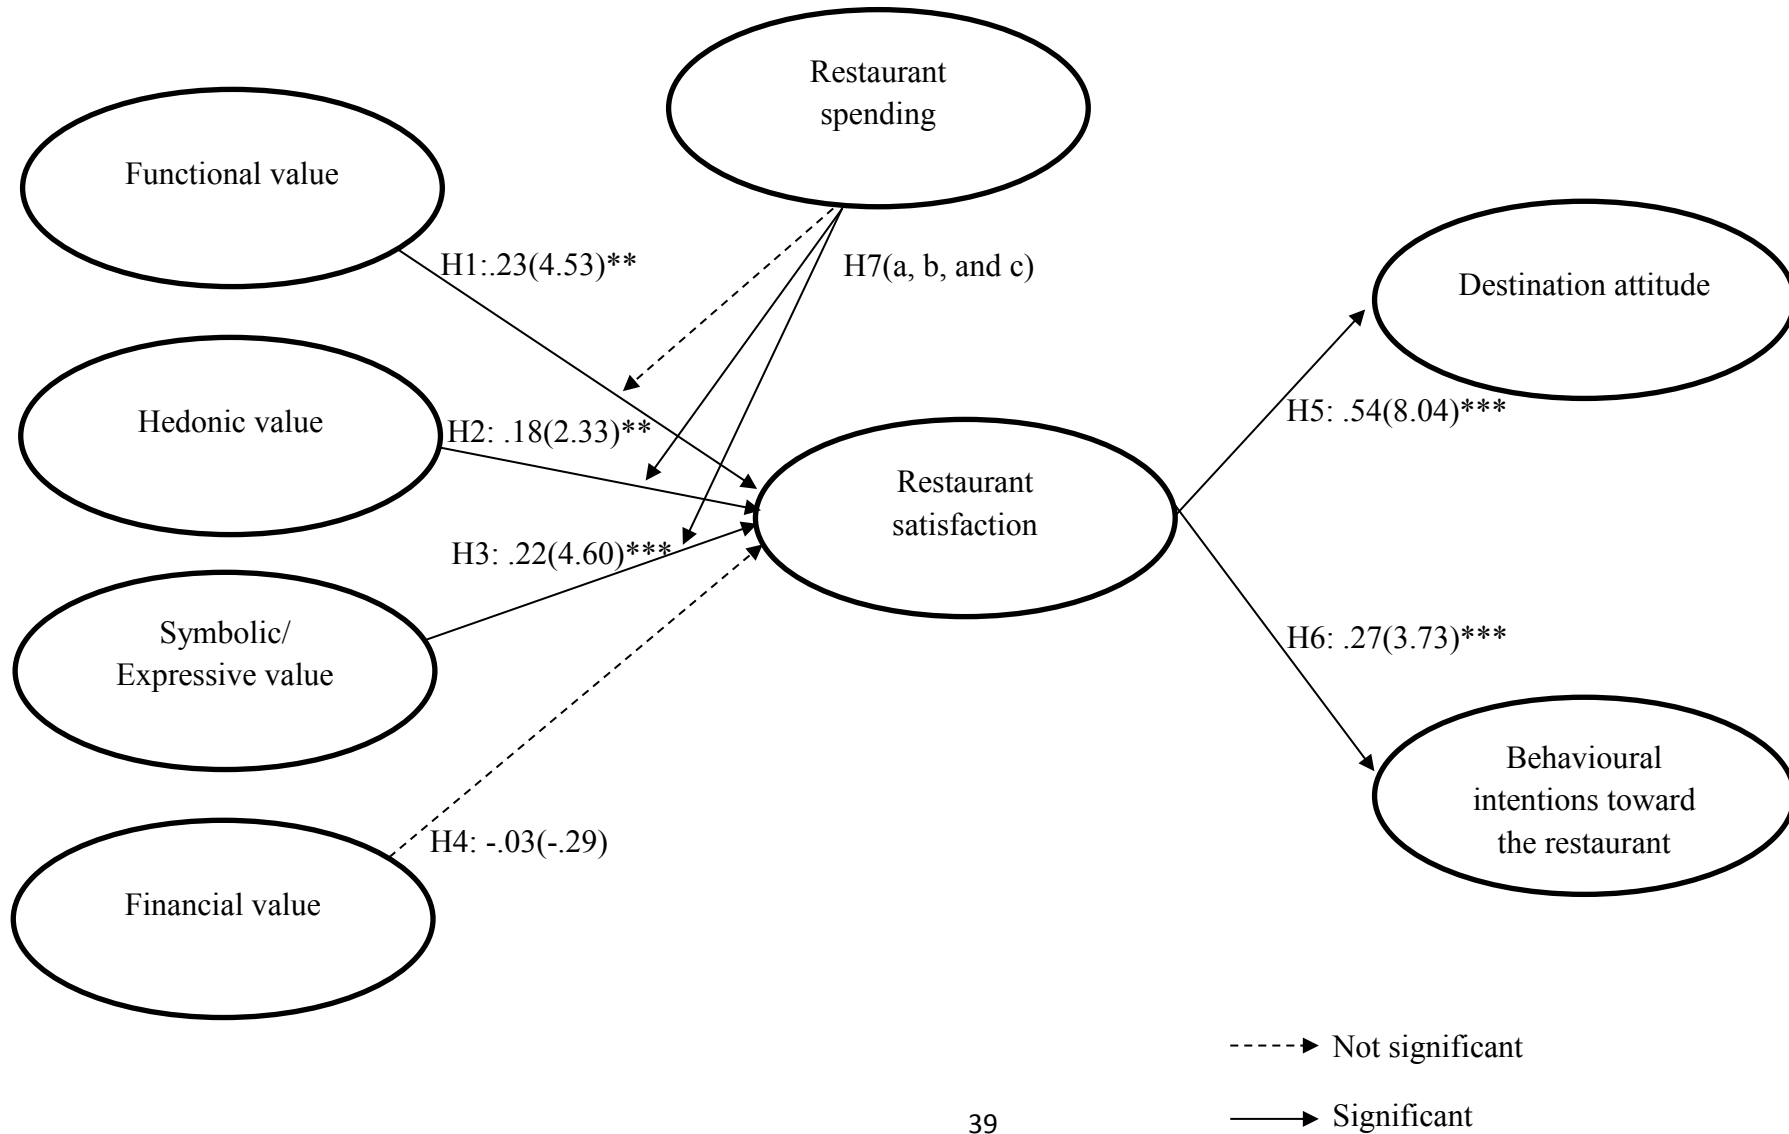 Restaurant
spending
Functional value
H1:.23(4.53)**
H7(a, b, and c)
Destination attitude
Hedonic value
H2: .18(2.33)**
H5: .54(8.04)***
Restaurant
satisfaction
H3: .22(4.60)***
Symbolic/
Expressive value
H6: .27(3.73)***
Behavioural
intentions toward
the restaurant
H4: -.03(-.29)
Financial value
Not significant
Significant
39